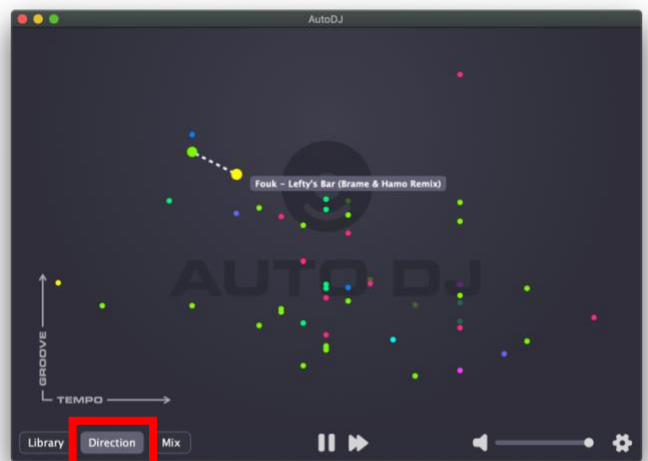 AutoDJ
Fouk – Lefty's Bar (Brame & Hamo Remix)
AUTO DJ
GROOVE
TEMPO
Library Direction Mix